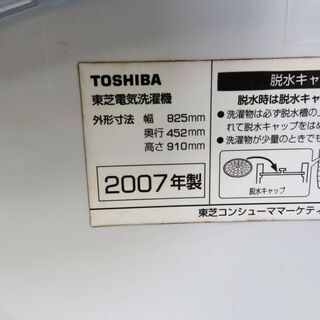 TOSHIBA
東芝電気洗濯機
外形寸法 幅 825mm
奥行 452mm
高さ 910mm
2007年製
脱水キャ
脱水時は脱水キャ
●洗濯物は必ず脱水槽の
れて脱水キャップをはめ
●洗濯物が少量のときでも
脱水キャップ
東芝コンシューママーケティ